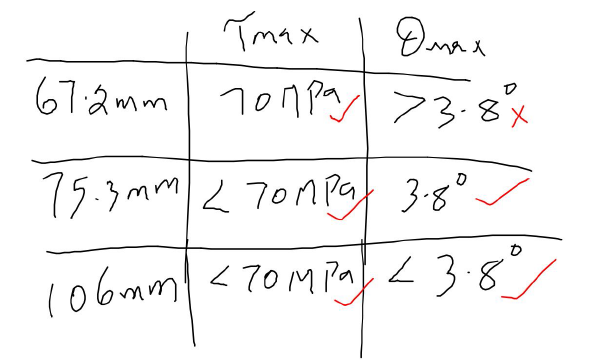 τmax θmax
67.2mm 70MPa ✓ >3.8° x
75.3mm <70MPa ✓ 3.8° ✓
106mm <70MPa ✓ <3.8° ✓